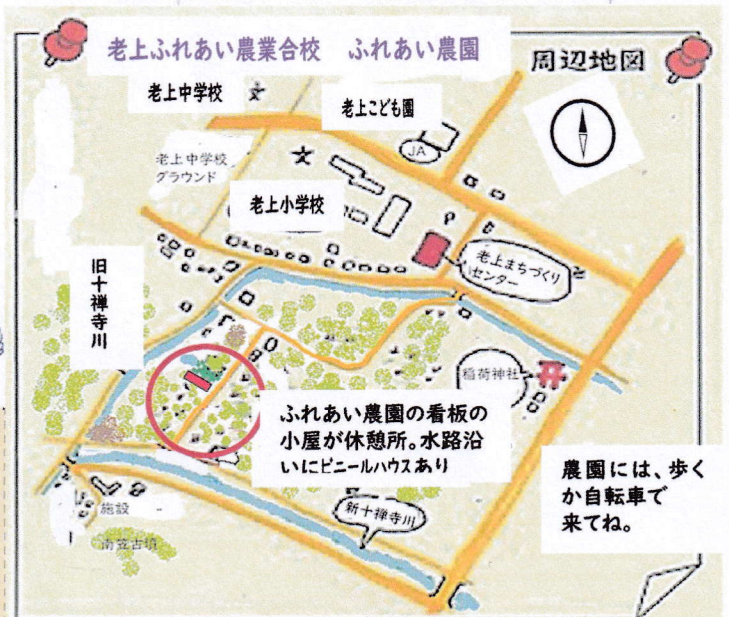 老上ふれあい農業合校　ふれあい農園
周辺地図
老上中学校
文
老上こども園
JA
老上中学校
グラウンド
文
老上小学校
老上まちづくり
センター
旧十禅寺川
稲荷神社
ふれあい農園の看板の
小屋が休憩所。水路沿
いにビニールハウスあり
農園には、歩く
か自転車で
来てね。
新十禅寺川
施設
南笠古墳